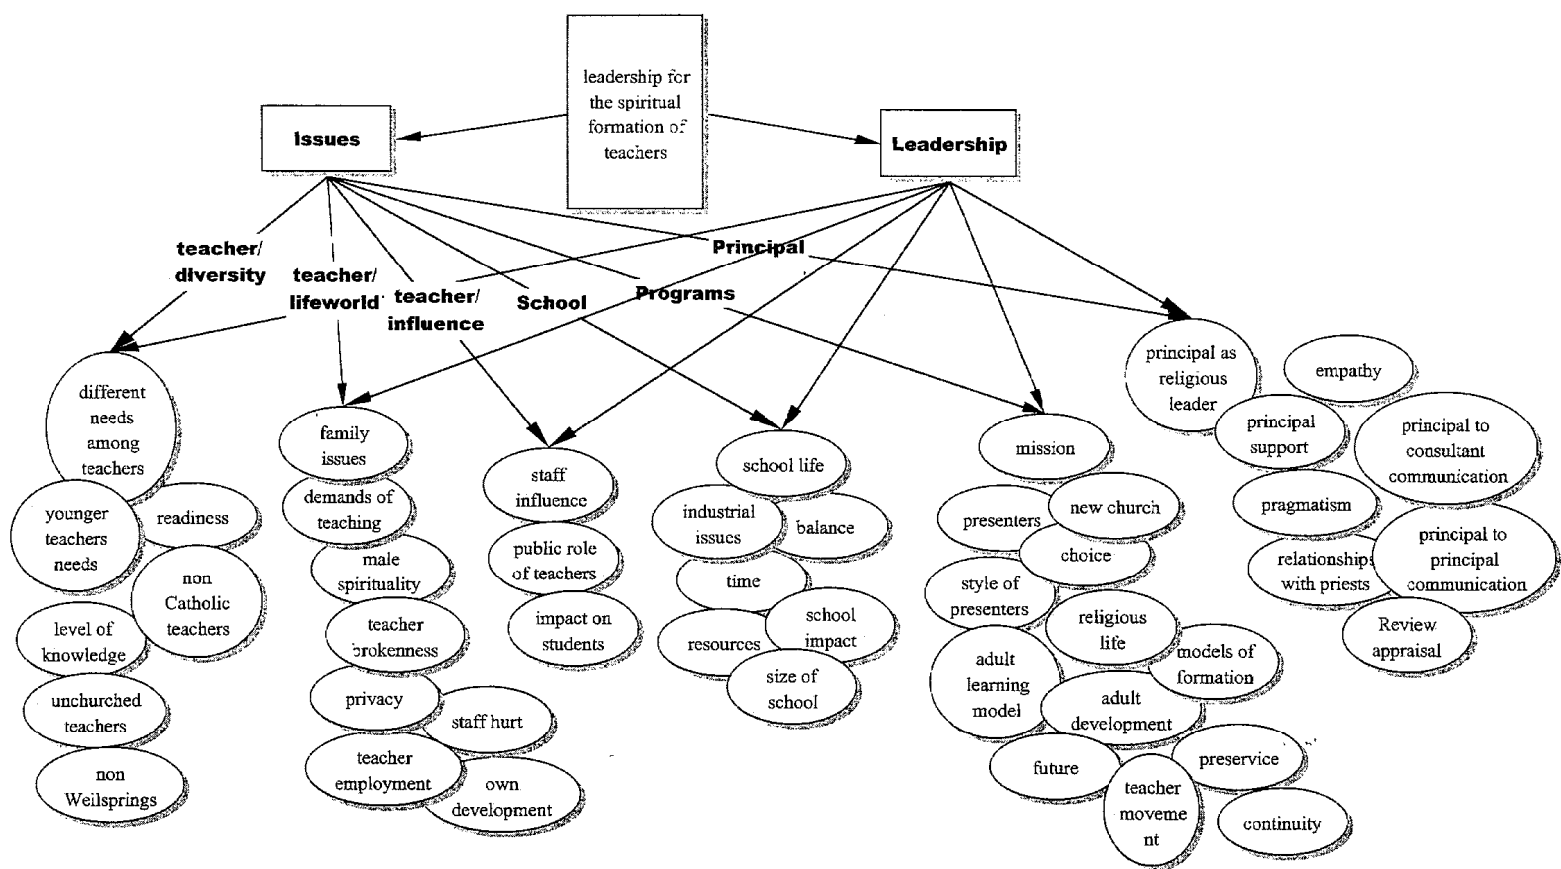 leadership for
the spiritual
formation of
teachers
Issues
Leadership
teacher/
diversity
teacher/
lifeworld
teacher/
influence
School
Programs
Principal
different
needs
among
teachers
younger
teachers
needs
readiness
non
Catholic
teachers
level of
knowledge
unchurched
teachers
non
Weilsprings
family
issues
demands of
teaching
male
spirituality
teacher
brokenness
privacy
staff hurt
teacher
employment
own
development
staff
influence
public role
of teachers
impact on
students
school life
industrial
issues
balance
time
school
impact
resources
size of
school
mission
presenters
new church
choice
style of
presenters
religious
life
adult
learning
model
models of
formation
adult
development
future
preservice
teacher
moveme
nt
continuity
principal as
religious
leader
empathy
principal
support
principal to
consultant
communication
pragmatism
relationships
with priests
principal to
principal
communication
Review
appraisal